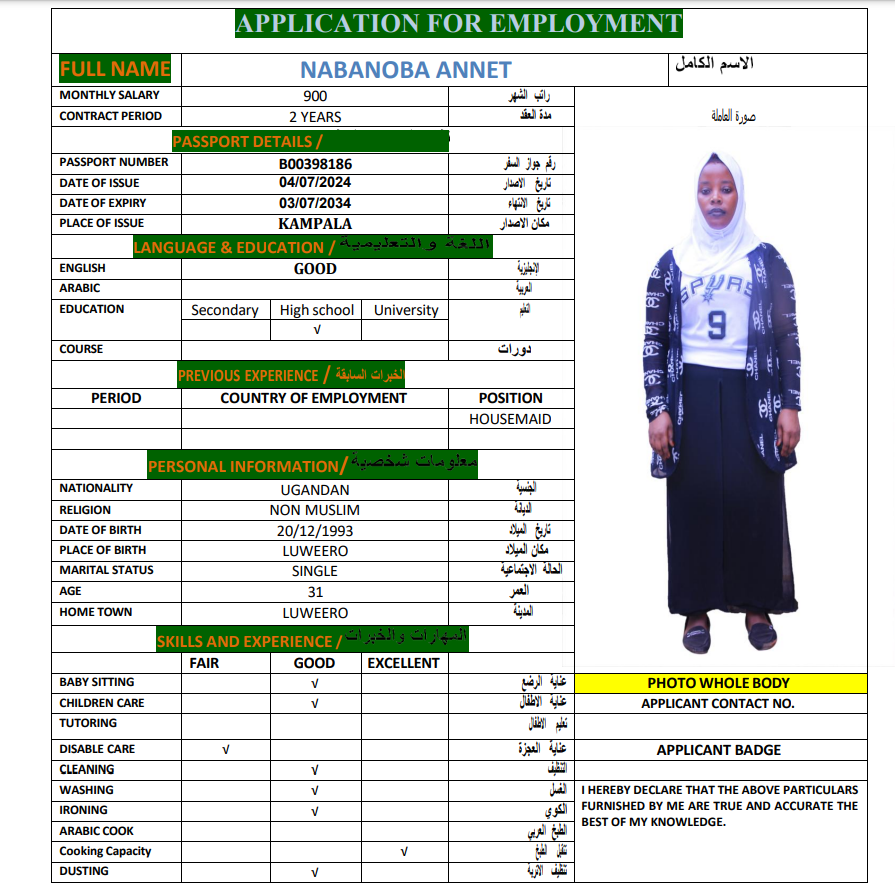 APPLICATION FOR EMPLOYMENT
FULL NAME NABANOBA ANNET الاسم الكامل
MONTHLY SALARY 900 راتب الشهر
CONTRACT PERIOD 2 YEARS مدة العقد
صورة العاملة
PASSPORT DETAILS /
PASSPORT NUMBER B00398186 رقم جواز السفر
DATE OF ISSUE 04/07/2024 تاريخ الاصدار
DATE OF EXPIRY 03/07/2034 تاريخ الانتهاء
PLACE OF ISSUE KAMPALA مكان الاصدار
LANGUAGE & EDUCATION / اللغة والتعليمية
ENGLISH GOOD الإنجليزية
ARABIC العربية
EDUCATION Secondary High school University التعليم
√
COURSE دورات
PREVIOUS EXPERIENCE / الخبرات السابقة
PERIOD COUNTRY OF EMPLOYMENT POSITION
HOUSEMAID
PERSONAL INFORMATION/ معلومات شخصية
NATIONALITY UGANDAN الجنسية
RELIGION NON MUSLIM الديانة
DATE OF BIRTH 20/12/1993 تاريخ الميلاد
PLACE OF BIRTH LUWEERO مكان الميلاد
MARITAL STATUS SINGLE الحالة الاجتماعية
AGE 31 العمر
HOME TOWN LUWEERO المدينة
SKILLS AND EXPERIENCE / المهارات والخبرات
FAIR GOOD EXCELLENT
BABY SITTING √ عناية الرضع
CHILDREN CARE √ عناية الاطفال
TUTORING تعليم الاطفال
DISABLE CARE √ عناية العجزة
CLEANING √ التنظيف
WASHING √ الغسل
IRONING √ الكوي
ARABIC COOK الطبخ العربي
Cooking Capacity √ الطبخ
DUSTING √ تنظيف الاتربة
SPURS
9
CHANEL
PHOTO WHOLE BODY
APPLICANT CONTACT NO.
APPLICANT BADGE
I HEREBY DECLARE THAT THE ABOVE PARTICULARS
FURNISHED BY ME ARE TRUE AND ACCURATE THE
BEST OF MY KNOWLEDGE.